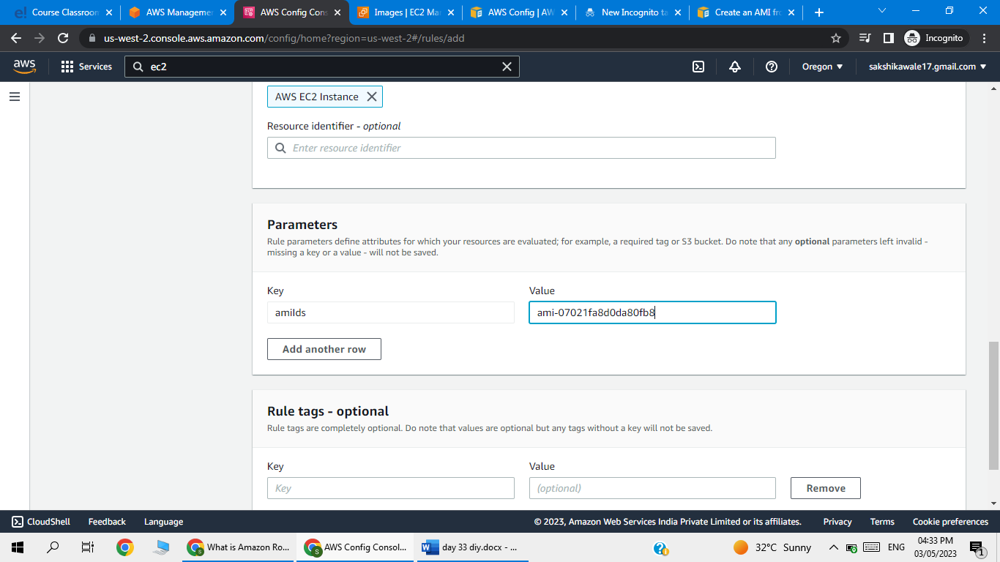 Course Classroom
AWS Managemen
AWS Config Cons
Images | EC2 Ma
AWS Config | AW
New Incognito ta
Create an AMI fro
us-west-2.console.aws.amazon.com/config/home?region=us-west-2#/rules/add
Incognito
aws
Services
ec2
Oregon
sakshikawale17.gmail.com
AWS EC2 Instance
Resource identifier - optional
Enter resource identifier
Parameters
Rule parameters define attributes for which your resources are evaluated; for example, a required tag or S3 bucket. Do note that any optional parameters left invalid -
missing a key or a value - will not be saved.
Key
Value
amiIds
ami-07021fa8d0da80fb8
Add another row
Rule tags - optional
Rule tags are completely optional. Do note that values are optional but any tags without a key will not be saved.
Key
Value
Key
(optional)
Remove
CloudShell
Feedback
Language
© 2023, Amazon Web Services India Private Limited or its affiliates.
Privacy
Terms
Cookie preferences
What is Amazon Ro...
AWS Config Consol...
day 33 diy.docx - ...
32°C Sunny
ENG
04:33 PM
03/05/2023
1